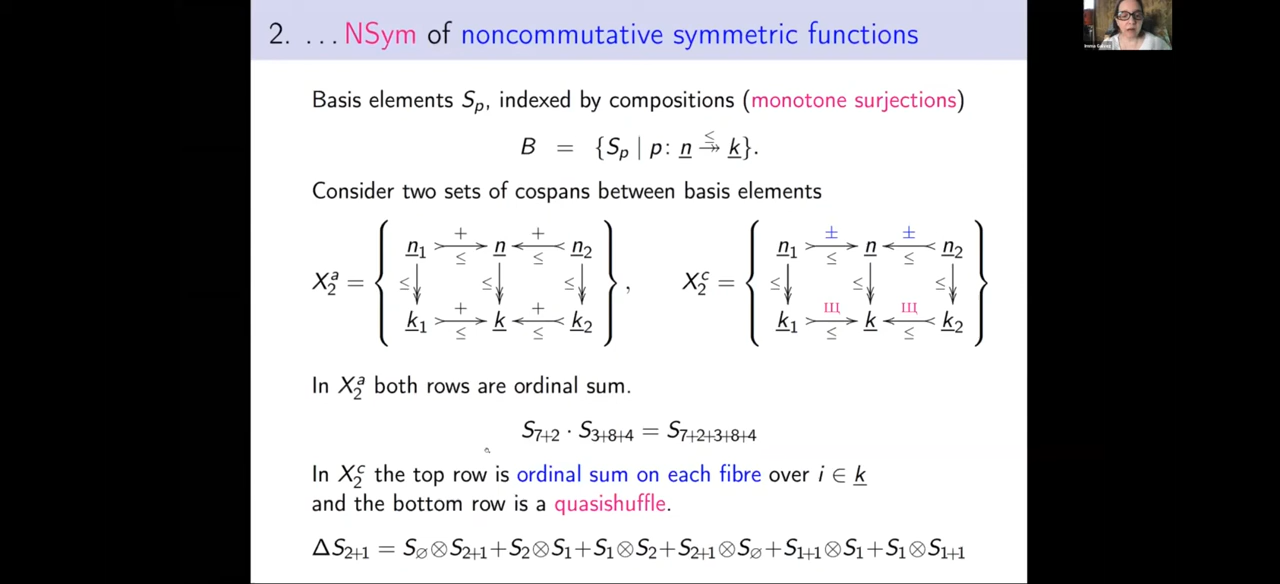 2. ... NSym of noncommutative symmetric functions
Basis elements S_p, indexed by compositions (monotone surjections)
B = {S_p | p: n ↠^≤ k}.
Consider two sets of cospans between basis elements
X_2^a = { n_1 ↣^+_≤ n ↢^+_≤ n_2, ≤↡ ≤↡ ≤↡, k_1 ↣^+_≤ k ↢^+_≤ k_2 }, X_2^c = { n_1 ↣^±_≤ n ↢^±_≤ n_2, ≤↡ ≤↡ ≤↡, k_1 ↣^Ш_≤ k ↢^Ш_≤ k_2 }
In X_2^a both rows are ordinal sum.
S_{7+2} · S_{3+8+4} = S_{7+2+3+8+4}
In X_2^c the top row is ordinal sum on each fibre over i ∈ k
and the bottom row is a quasishuffle.
ΔS_{2+1} = S_∅⊗S_{2+1}+S_2⊗S_1+S_1⊗S_2+S_{2+1}⊗S_∅+S_{1+1}⊗S_1+S_1⊗S_{1+1}